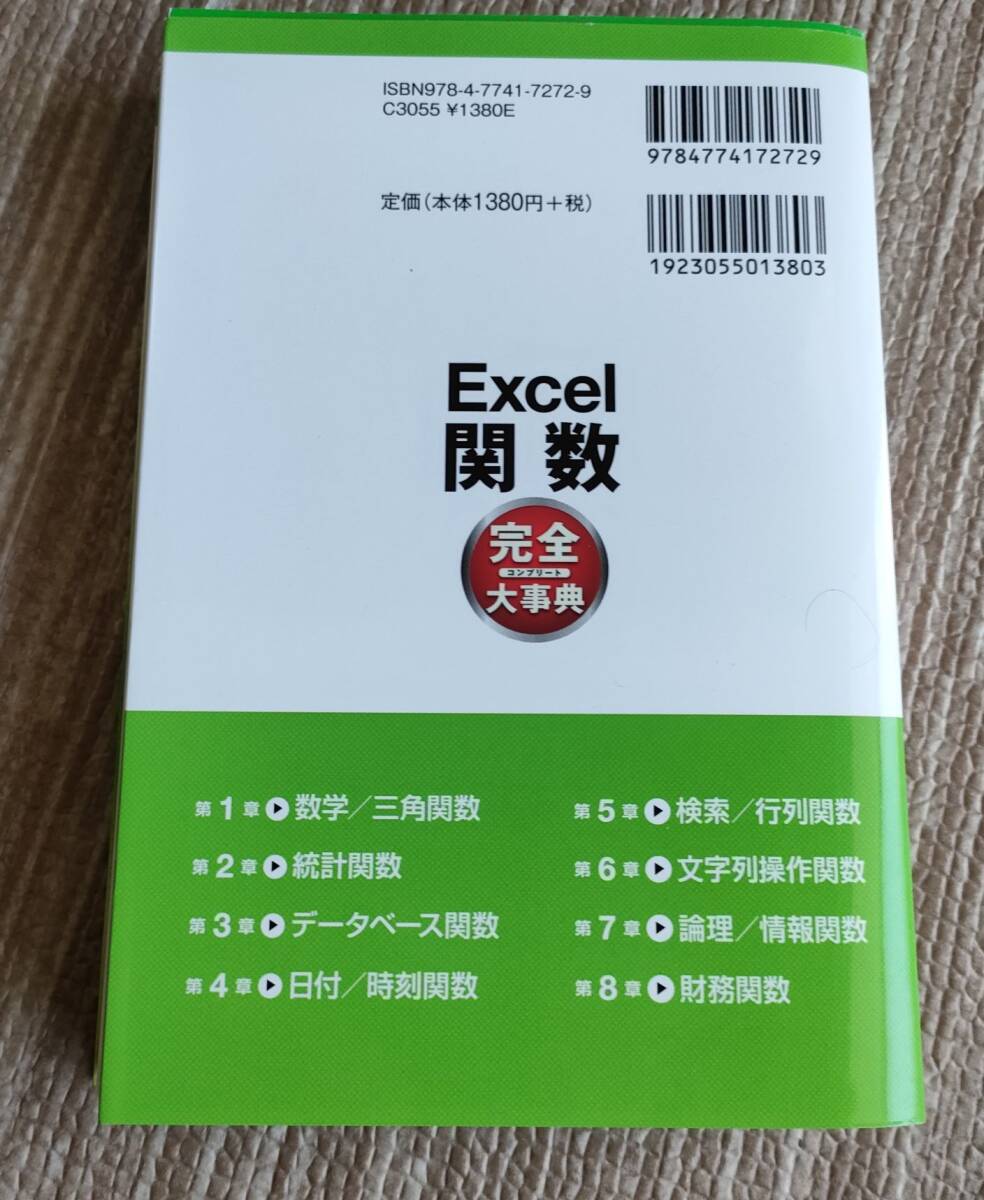 ISBN978-4-7741-7272-9
C3055 ¥1380E
9784774172729
定価(本体1380円+税)
1923055013803
Excel
関数
完全
コンプリート
大事典
第1章 数学/三角関数
第2章 統計関数
第3章 データベース関数
第4章 日付/時刻関数
第5章 検索/行列関数
第6章 文字列操作関数
第7章 論理/情報関数
第8章 財務関数